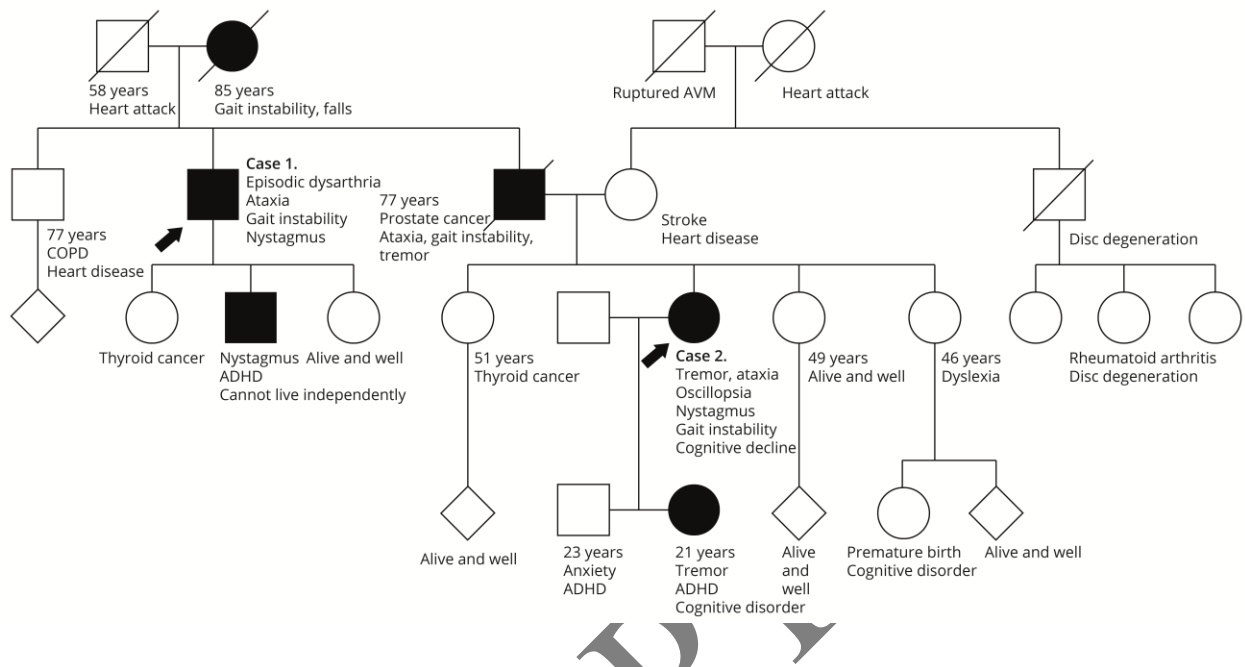 58 years
Heart attack
85 years
Gait instability, falls
Ruptured AVM
Heart attack
77 years
COPD
Heart disease
Case 1.
Episodic dysarthria
Ataxia
Gait instability
Nystagmus
77 years
Prostate cancer
Ataxia, gait instability,
tremor
Stroke
Heart disease
Disc degeneration
Thyroid cancer
Nystagmus
ADHD
Cannot live independently
Alive and well
51 years
Thyroid cancer
Case 2.
Tremor, ataxia
Oscillopsia
Nystagmus
Gait instability
Cognitive decline
49 years
Alive and well
46 years
Dyslexia
Rheumatoid arthritis
Disc degeneration
Alive and well
23 years
Anxiety
ADHD
21 years
Tremor
ADHD
Cognitive disorder
Alive
and
well
Premature birth
Cognitive disorder
Alive and well